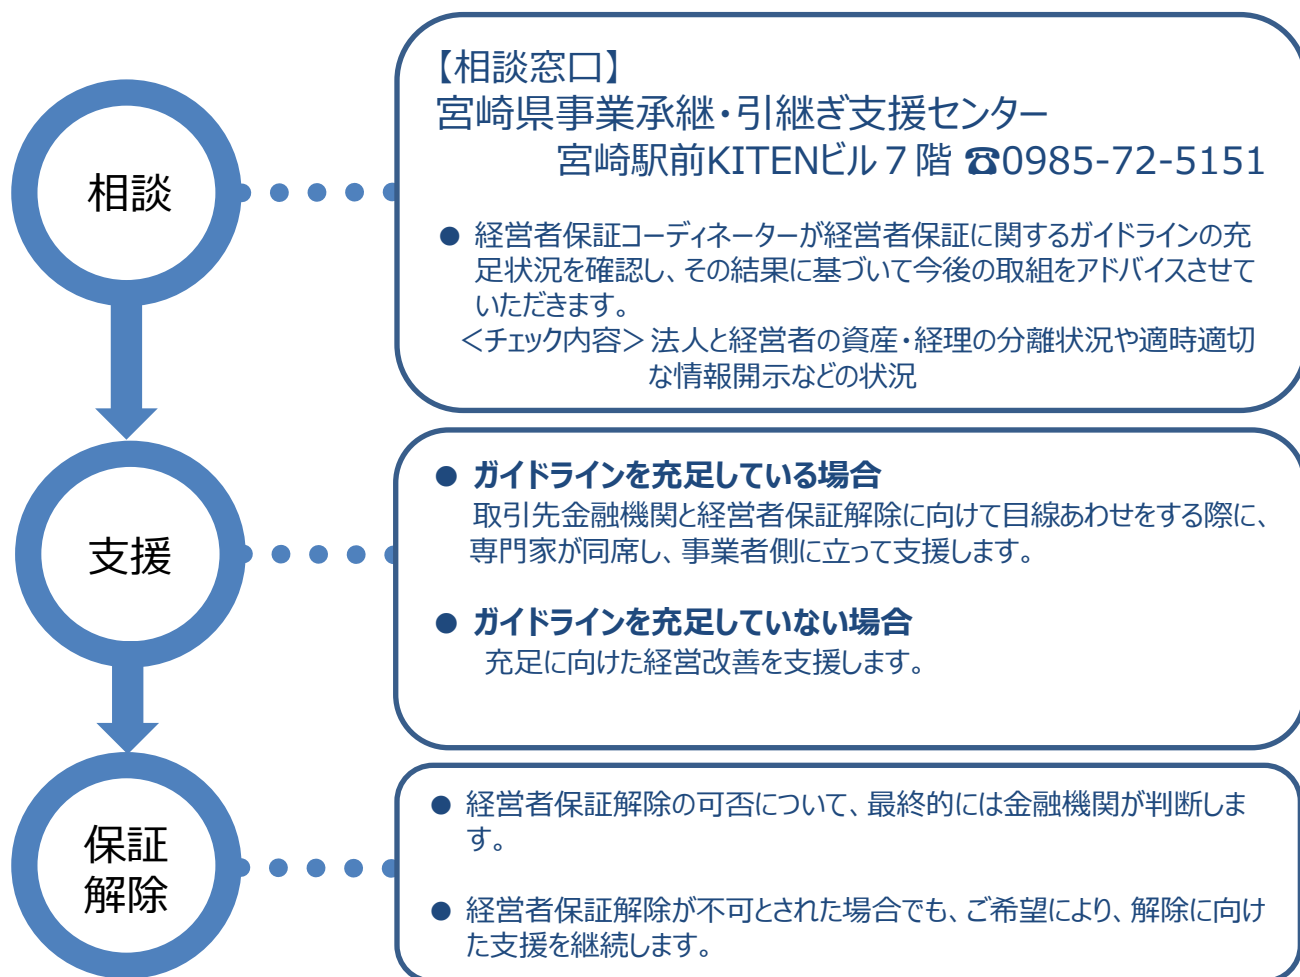 相談
【相談窓口】
宮崎県事業承継・引継ぎ支援センター
宮崎駅前KITENビル７階 ☎0985-72-5151
● 経営者保証コーディネーターが経営者保証に関するガイドラインの充
足状況を確認し、その結果に基づいて今後の取組をアドバイスさせて
いただきます。
＜チェック内容＞ 法人と経営者の資産・経理の分離状況や適時適切
な情報開示などの状況
支援
● ガイドラインを充足している場合
取引先金融機関と経営者保証解除に向けて目線あわせをする際に、
専門家が同席し、事業者側に立って支援します。
● ガイドラインを充足していない場合
充足に向けた経営改善を支援します。
保証
解除
● 経営者保証解除の可否について、最終的には金融機関が判断しま
す。
● 経営者保証解除が不可とされた場合でも、ご希望により、解除に向け
た支援を継続します。